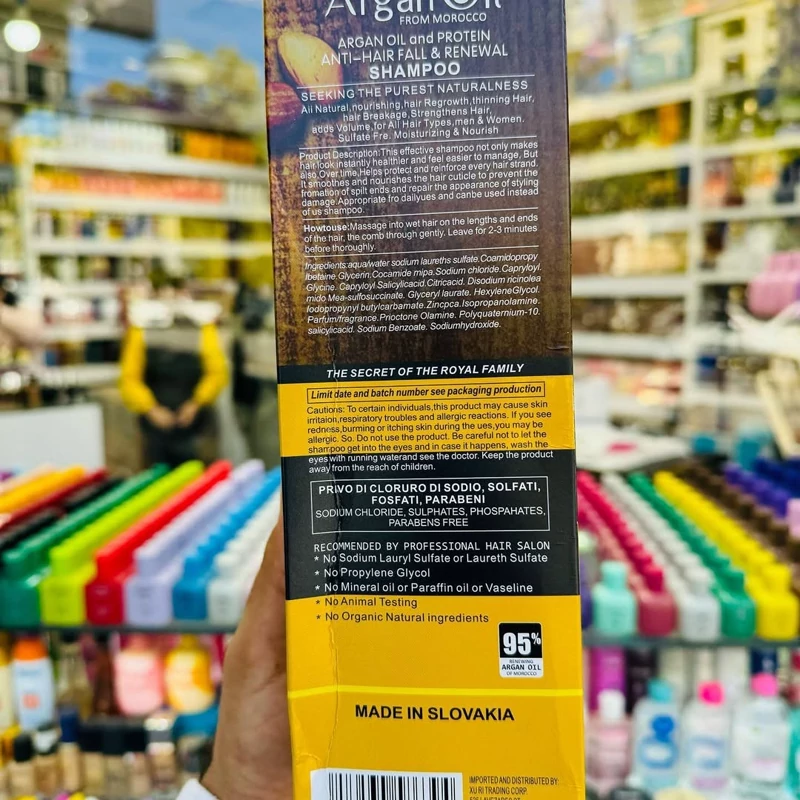 Argan Oil
FROM MOROCCO
ARGAN OIL and PROTEIN
ANTI-HAIR FALL & RENEWAL
SHAMPOO
SEEKING THE PUREST NATURALNESS
All Natural,nourishing,hair Regrowth,thinning Hair,
hair Breakage,Strengthens Hair,
adds Volume,for All Hair Types,men & Women.
Sulfate Fre. Moisturizing & Nourish
Product Description:This effective shampoo not only makes
hair look instantly healthier and feel easier to manage, But
also.Over time,Helps protect and reinforce every hair strand.
It smoothes and nourishes the hair cuticle to prevent the
fromation of spilt ends and repair the appearance of styling
damage.Appropriate fro dailyues and canbe used instead
of us shampoo.
Howtouse:Massage into wet hair on the lengths and ends
of the hair, the comb through gently. Leave for 2-3 minutes
before thoroughly.
Ingredients:aqua/water sodium laureths sulfate.Coamidopropy
lbetaine.Glycerin.Cocamide mipa.Sodium chloride.Capryloyl.
Glycine. Capryloyl Salicylicacid.Citricacid. Disodium ricinolea
mido Mea-sulfosuccinate. Glyceryl laurate. HexyleneGlycol.
Iodopropynyl butylcarbamate.Zincpca.Isopropanolamine.
Parfum/fragrance.Prioctone Olamine. Polyquaternium-10.
salicylicacid. Sodium Benzoate. Sodiumhydroxide.
THE SECRET OF THE ROYAL FAMILY
Limit date and batch number see packaging production
Cautions: To certain individuals,this product may cause skin
irritaion,respiratory troubles and allergic reactions. If you see
redness,burming or itching skin during the ues,you may be
allergic. So. Do not use the product. Be careful not to let the
shampoo get into the eyes and in case it happens, wash the
eyes with running waterand see the doctor. Keep the product
away from the reach of children.
PRIVO DI CLORURO DI SODIO, SOLFATI,
FOSFATI, PARABENI
SODIUM CHLORIDE, SULPHATES, PHOSPAHATES,
PARABENS FREE
RECOMMENDED BY PROFESSIONAL HAIR SALON
* No Sodium Lauryl Sulfate or Laureth Sulfate
* No Propylene Glycol
* No Mineral oil or Paraffin oil or Vaseline
* No Animal Testing
* No Organic Natural ingredients
95%
RENEWING
ARGAN OIL
OF MOROCCO
MADE IN SLOVAKIA
IMPORTED AND DISTRIBUTED BY:
XU RI TRADING CORP.